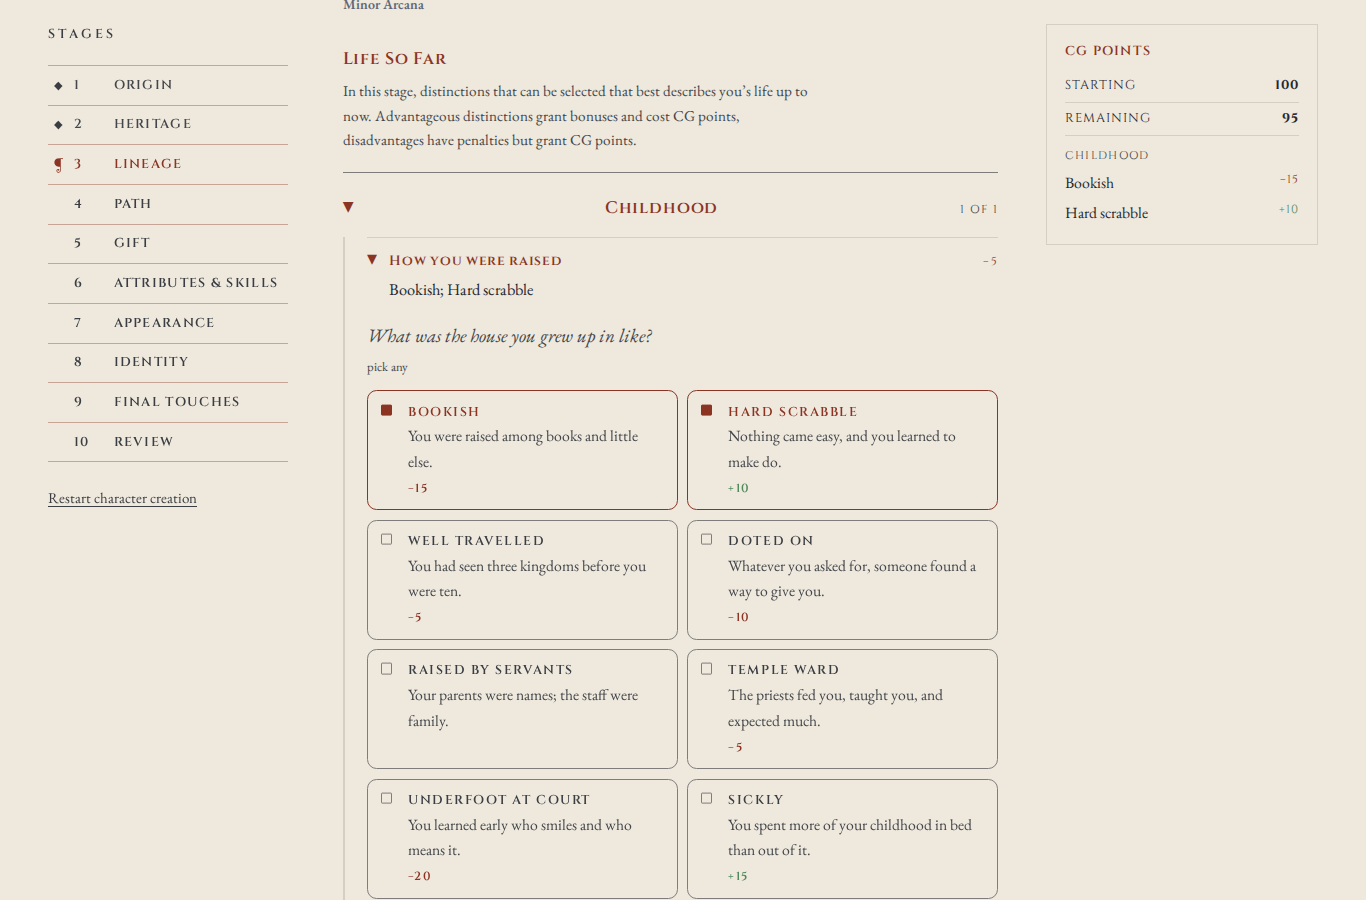 STAGES
◆ 1 ORIGIN
◆ 2 HERITAGE
¶ 3 LINEAGE
4 PATH
5 GIFT
6 ATTRIBUTES & SKILLS
7 APPEARANCE
8 IDENTITY
9 FINAL TOUCHES
10 REVIEW
Restart character creation
Minor Arcana
LIFE SO FAR
In this stage, distinctions that can be selected that best describes you’s life up to
now. Advantageous distinctions grant bonuses and cost CG points,
disadvantages have penalties but grant CG points.
▼ CHILDHOOD 1 OF 1
▼ HOW YOU WERE RAISED −5
Bookish; Hard scrabble
What was the house you grew up in like?
pick any
BOOKISH
You were raised among books and little
else.
−15
HARD SCRABBLE
Nothing came easy, and you learned to
make do.
+10
WELL TRAVELLED
You had seen three kingdoms before you
were ten.
−5
DOTED ON
Whatever you asked for, someone found a
way to give you.
−10
RAISED BY SERVANTS
Your parents were names; the staff were
family.
TEMPLE WARD
The priests fed you, taught you, and
expected much.
−5
UNDERFOOT AT COURT
You learned early who smiles and who
means it.
−20
SICKLY
You spent more of your childhood in bed
than out of it.
+15
CG POINTS
STARTING 100
REMAINING 95
CHILDHOOD
Bookish −15
Hard scrabble +10